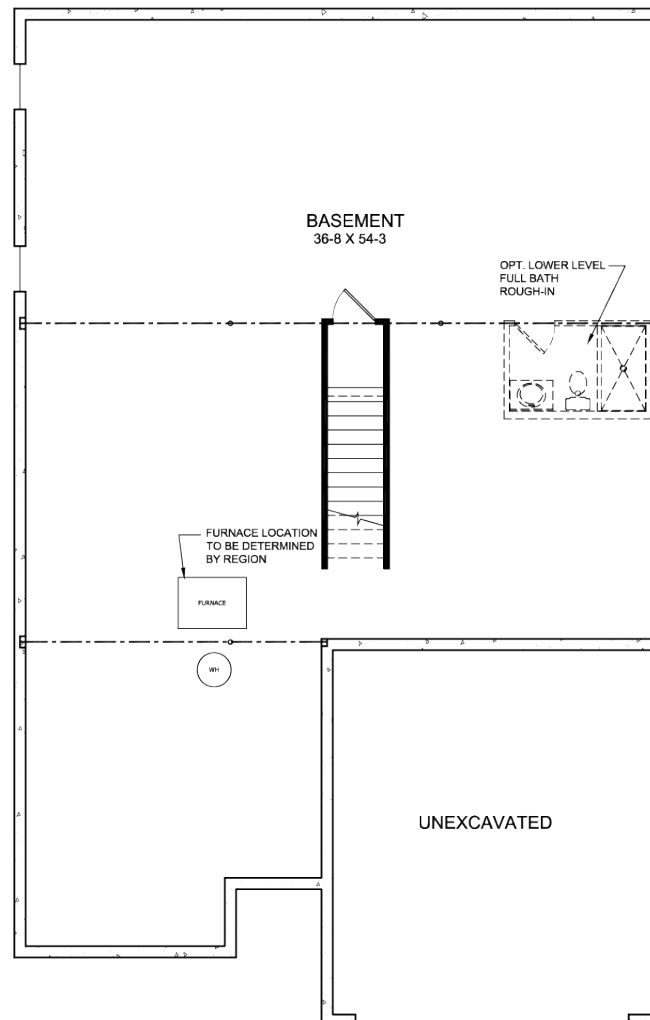 BASEMENT
36-8 X 54-3
OPT. LOWER LEVEL
FULL BATH
ROUGH-IN
FURNACE LOCATION
TO BE DETERMINED
BY REGION
FURNACE
WH
UNEXCAVATED